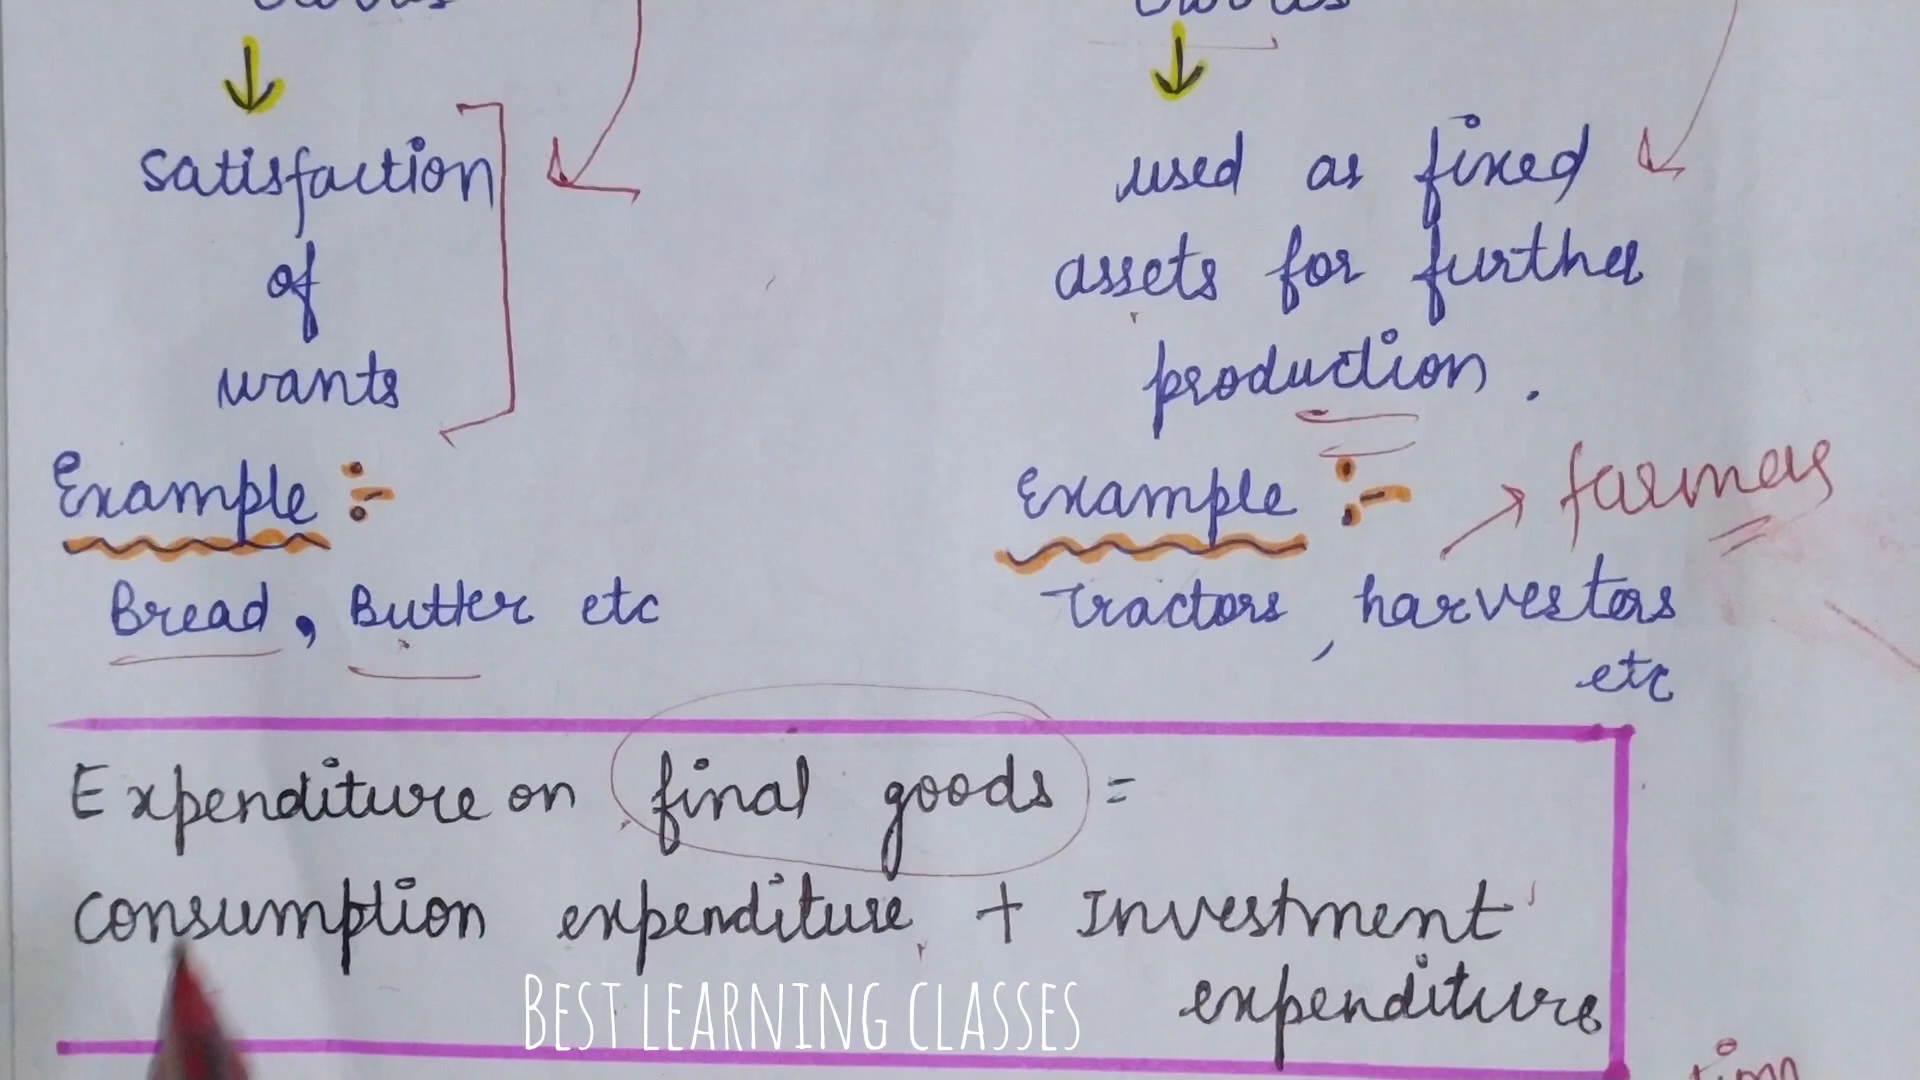 satisfaction
of
wants
Example :-
Bread, Butter etc
used as fixed
assets for further
production.
Example :- → farmers
Tractors, harvestors
etc
Expenditure on final goods =
consumption expenditure + Investment
expenditure
BEST LEARNING CLASSES